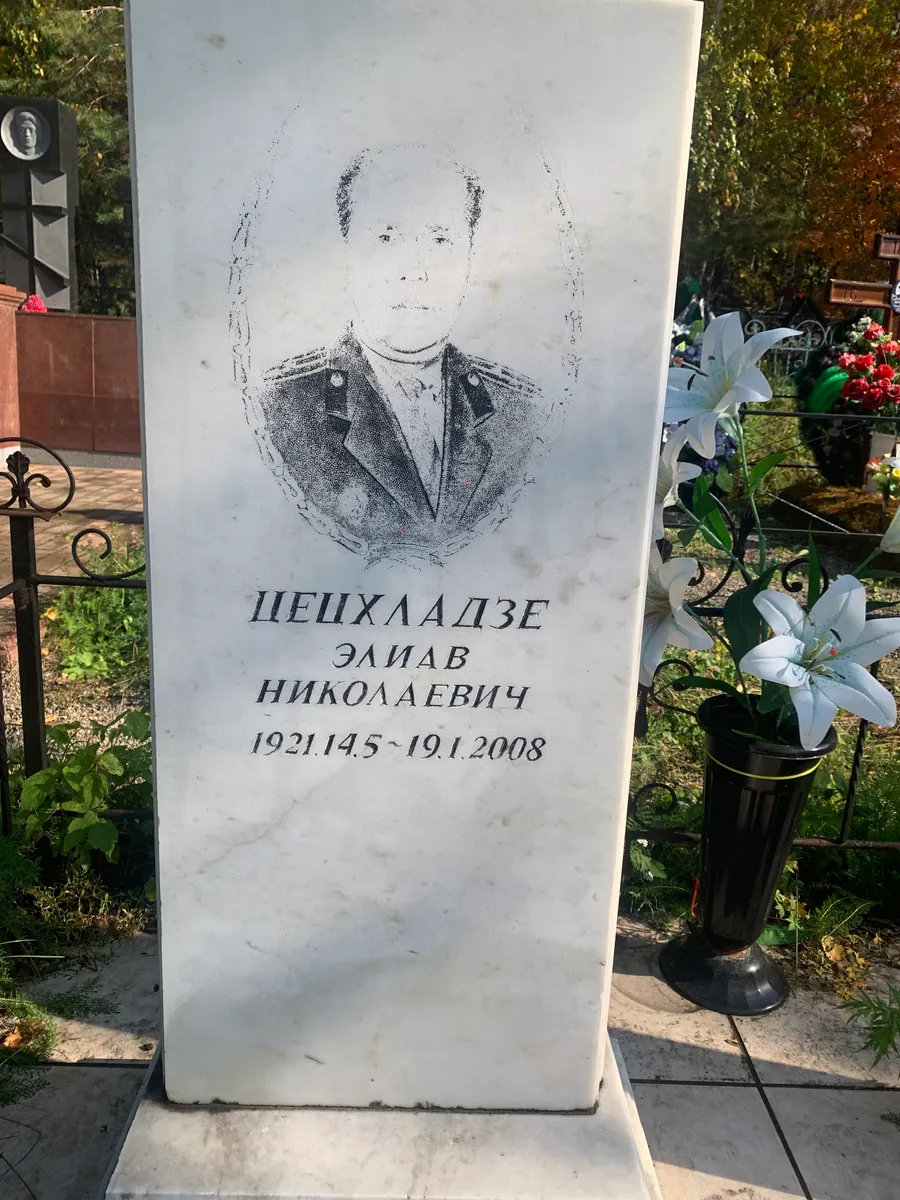 ЦЕЦХЛАДЗЕ
ЭЛИАВ
НИКОЛАЕВИЧ
1921.14.5~19.1.2008